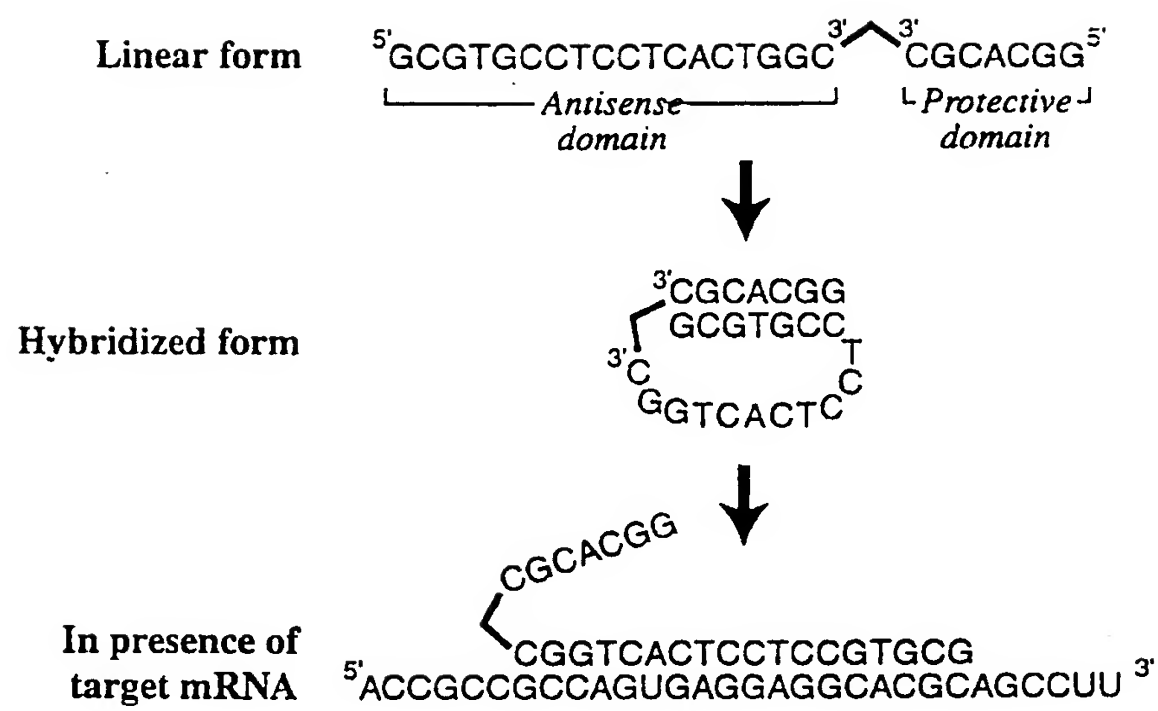 Linear form 5'GCGTGCCTCCTCACTGGC3' 3'CGCACGG5'
Antisense domain
Protective domain
3'CGCACGG
Hybridized form GCGTGCC
T
3'C
C
GGTCACTC
CGCACGG
In presence of target mRNA
CGGTCACTCCTCCGTGCG
5'ACCGCCGCCAGUGAGGAGGCACGCAGCCUU 3'